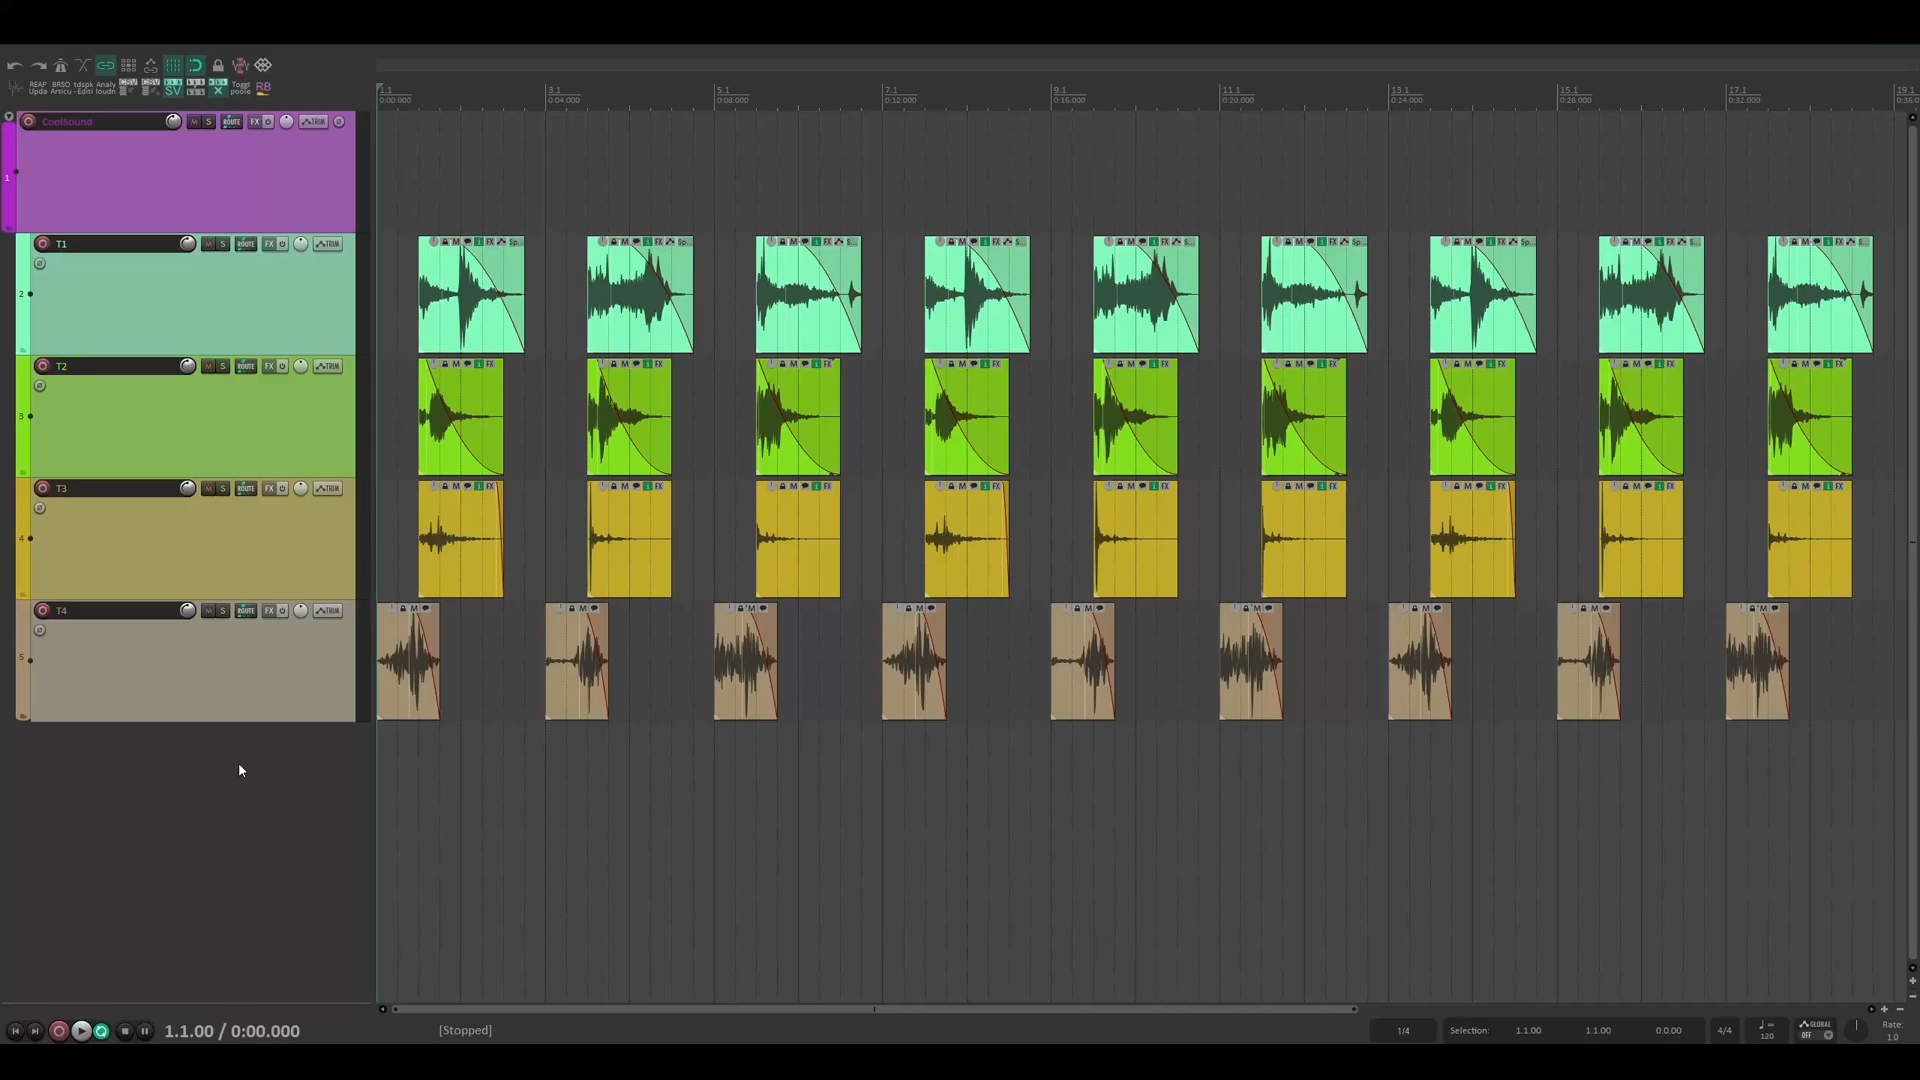 REAP BRSO tdspk Analy CSV CSV SV Toggl RB
Upda Articu -Editi loudn poole
1.1 3.1 5.1 7.1 9.1 11.1 13.1 15.1 17.1 19.1
0:00.000 0:04.000 0:08.000 0:12.000 0:16.000 0:20.000 0:24.000 0:28.000 0:32.000 0:36.0
CoolSound M S ROUTE FX TRIM
1
T1 M S ROUTE FX TRIM
2
T2 M S ROUTE FX TRIM
3
T3 M S ROUTE FX TRIM
4
T4 M S ROUTE FX TRIM
5
1.1.00 / 0:00.000 [Stopped] 1/4 Selection: 1.1.00 1.1.00 0.0.00 4/4 120 GLOBAL OFF Rate: 1.0